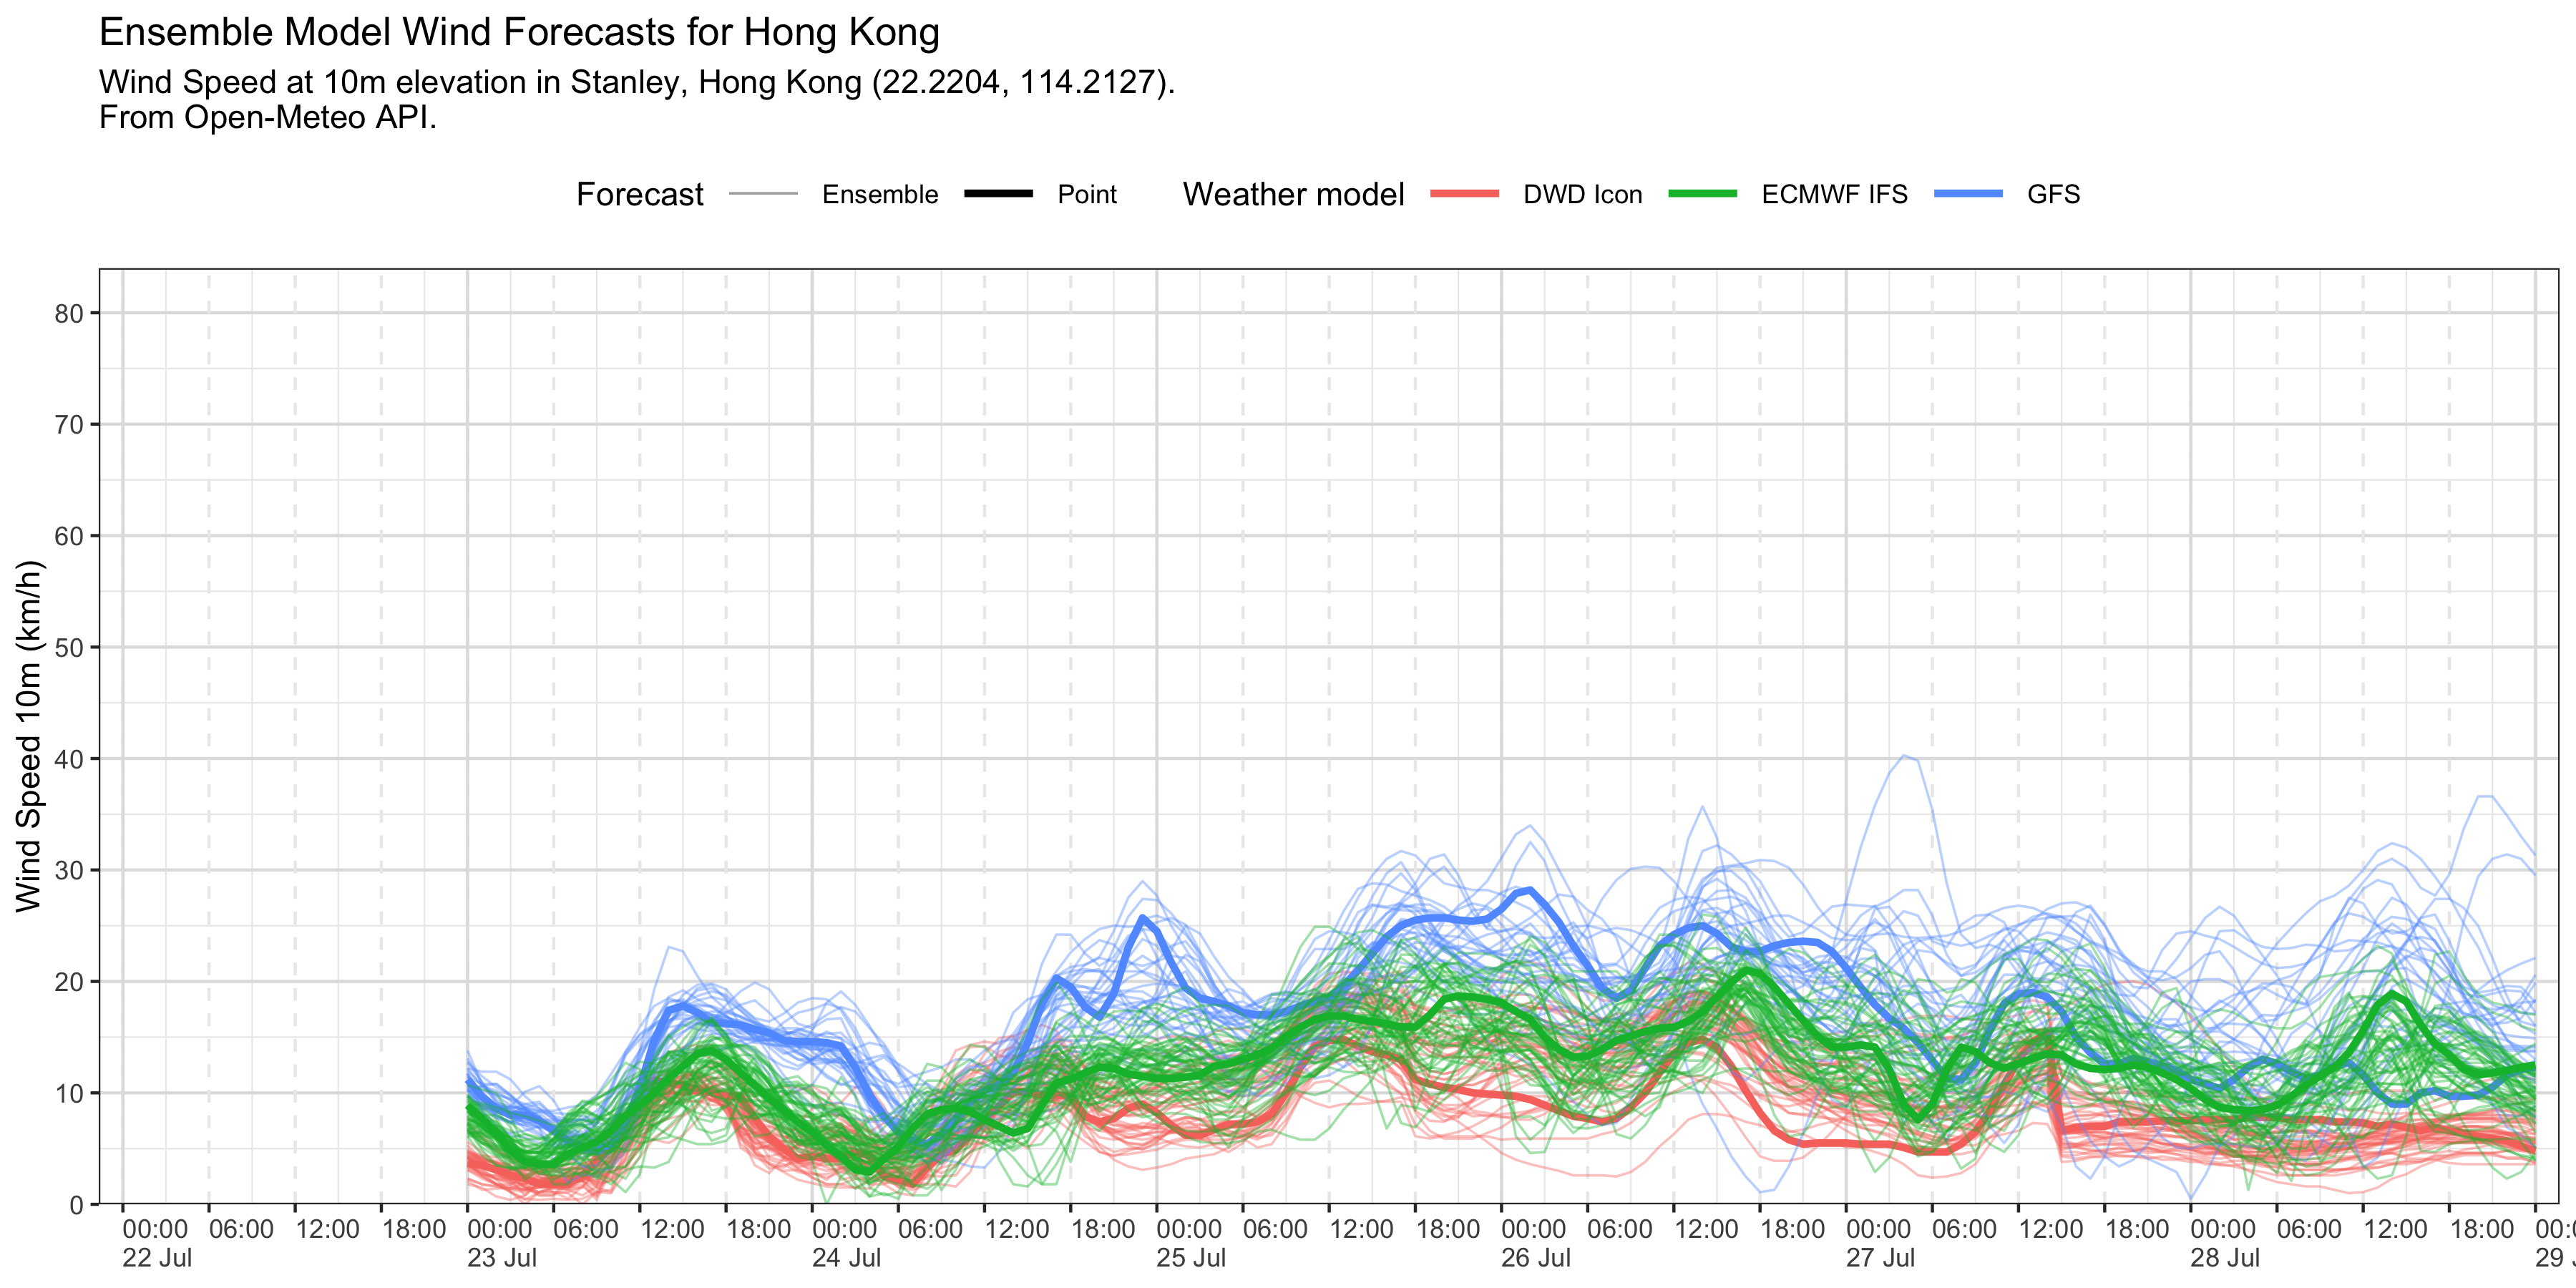 Ensemble Model Wind Forecasts for Hong Kong
Wind Speed at 10m elevation in Stanley, Hong Kong (22.2204, 114.2127).
From Open-Meteo API.
Forecast Ensemble Point Weather model DWD Icon ECMWF IFS GFS
Wind Speed 10m (km/h)
80
70
60
50
40
30
20
10
0
00:00 06:00 12:00 18:00 00:00 06:00 12:00 18:00 00:00 06:00 12:00 18:00 00:00 06:00 12:00 18:00 00:00 06:00 12:00 18:00 00:00 06:00 12:00 18:00 00:00 06:00 12:00 18:00
22 Jul 23 Jul 24 Jul 25 Jul 26 Jul 27 Jul 28 Jul 29